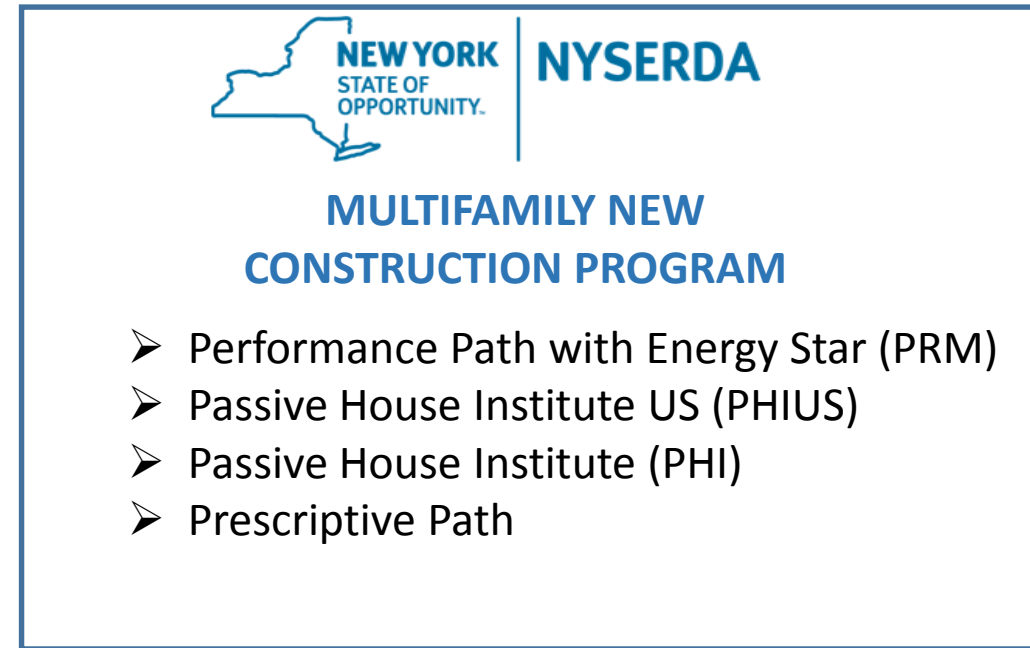 NEW YORK
STATE OF
OPPORTUNITY™
NYSERDA
MULTIFAMILY NEW
CONSTRUCTION PROGRAM
➢ Performance Path with Energy Star (PRM)
➢ Passive House Institute US (PHIUS)
➢ Passive House Institute (PHI)
➢ Prescriptive Path